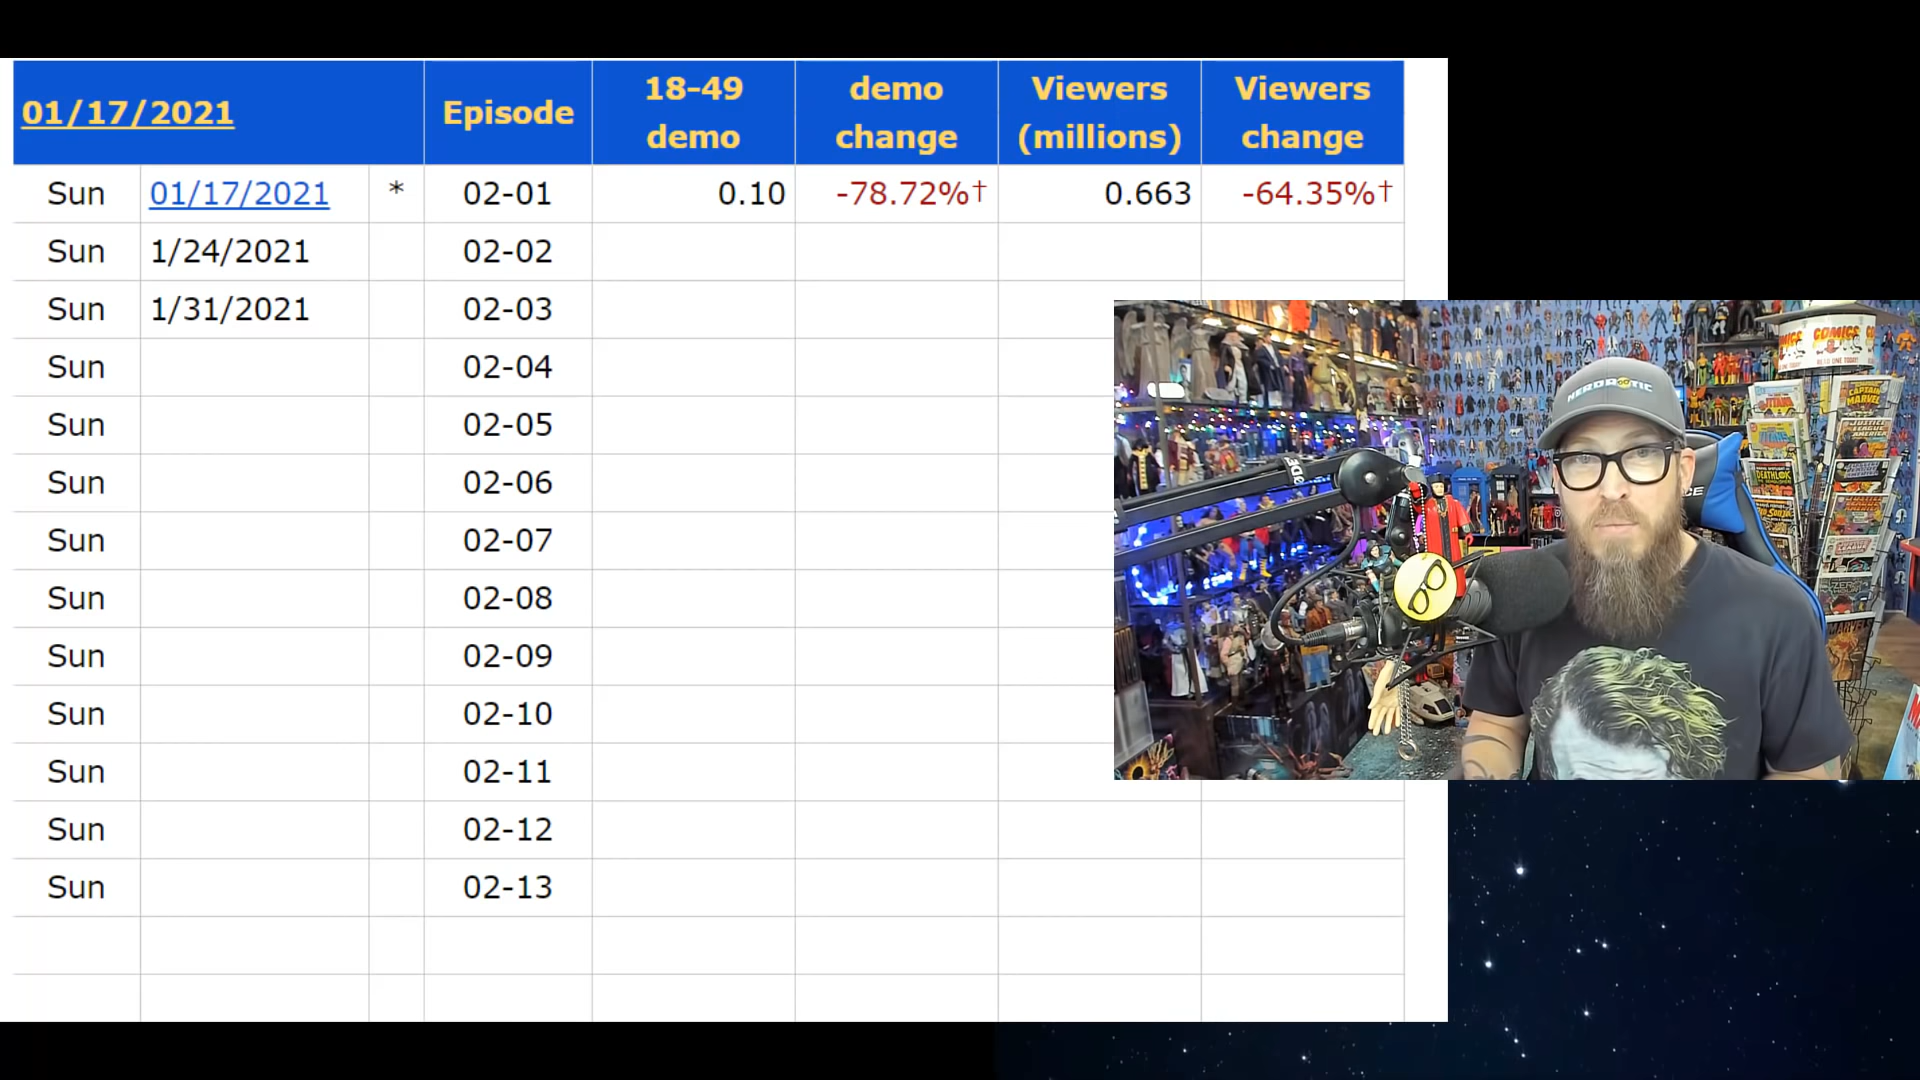 01/17/2021 Episode 18-49 demo demo change Viewers (millions) Viewers change
Sun 01/17/2021 * 02-01 0.10 -78.72%† 0.663 -64.35%†
Sun 1/24/2021 02-02
Sun 1/31/2021 02-03
Sun 02-04
Sun 02-05
Sun 02-06
Sun 02-07
Sun 02-08
Sun 02-09
Sun 02-10
Sun 02-11
Sun 02-12
Sun 02-13
NERDROTIC
COMICS
CAPTAIN MARVEL
DEATHLOK